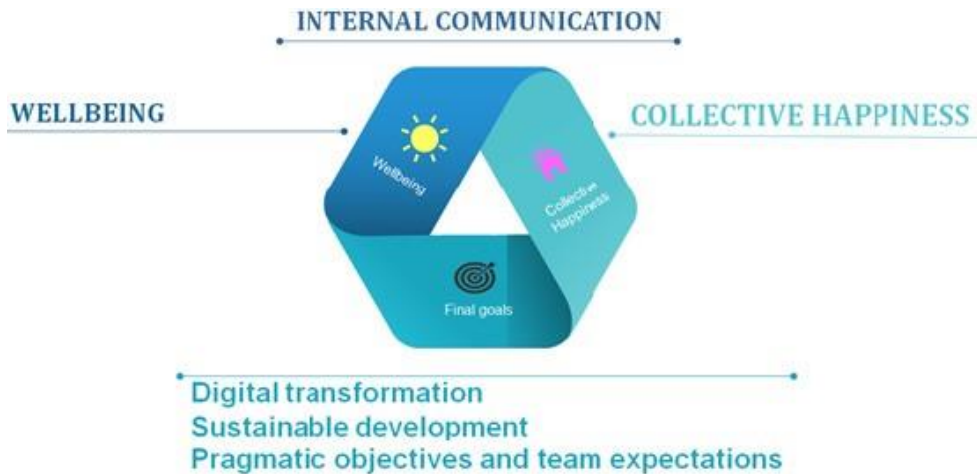 INTERNAL COMMUNICATION
WELLBEING
COLLECTIVE HAPPINESS
Wellbeing
Collective
Happiness
Final goals
Digital transformation
Sustainable development
Pragmatic objectives and team expectations